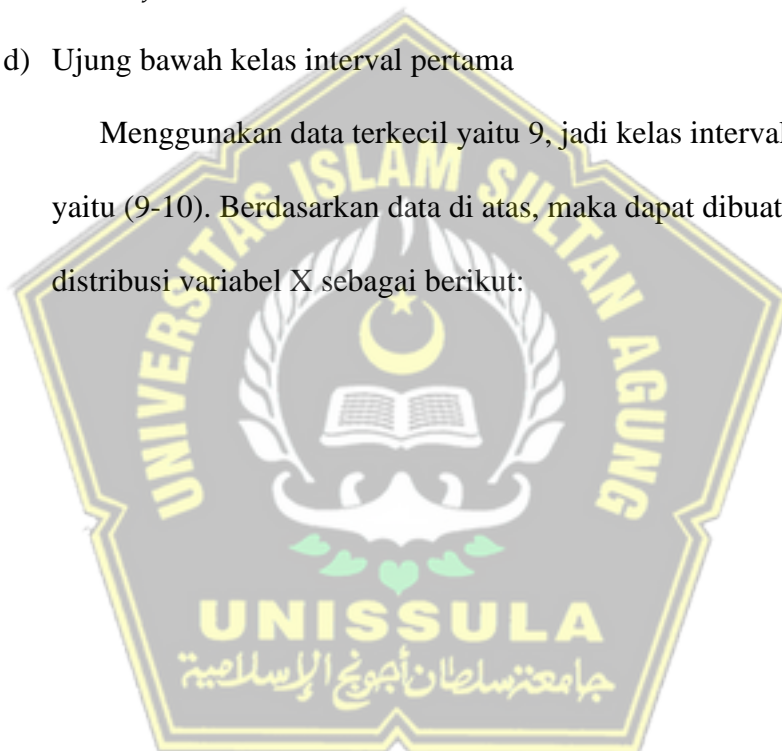 d) Ujung bawah kelas interval pertama
Menggunakan data terkecil yaitu 9, jadi kelas interval
yaitu (9-10). Berdasarkan data di atas, maka dapat dibuat
distribusi variabel X sebagai berikut:
UNIVERSITAS ISLAM SULTAN AGUNG
UNISSULA
جامعة سلطان أجونج الإسلامية